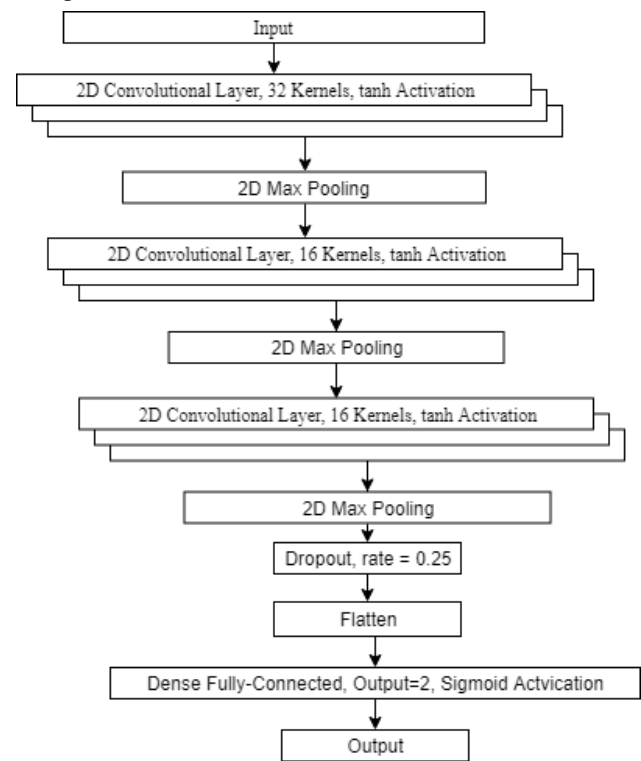 Input
2D Convolutional Layer, 32 Kernels, tanh Activation
2D Max Pooling
2D Convolutional Layer, 16 Kernels, tanh Activation
2D Max Pooling
2D Convolutional Layer, 16 Kernels, tanh Activation
2D Max Pooling
Dropout, rate = 0.25
Flatten
Dense Fully-Connected, Output=2, Sigmoid Actvication
Output